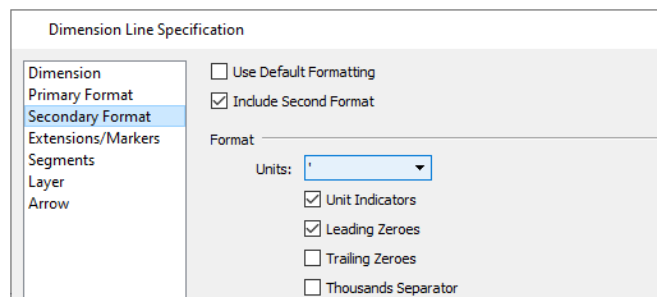 Dimension Line Specification
Dimension
Primary Format
Secondary Format
Extensions/Markers
Segments
Layer
Arrow
Use Default Formatting
Include Second Format
Format
Units: '
Unit Indicators
Leading Zeroes
Trailing Zeroes
Thousands Separator